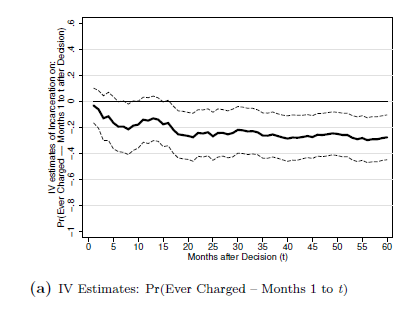 IV estimates of Incarceration on:
Pr(Ever Charged — Months 1 to t after Decision)
.6
.4
.2
0
-.2
-.4
-.6
-.8
-1
0 5 10 15 20 25 30 35 40 45 50 55 60
Months after Decision (t)
(a) IV Estimates: Pr(Ever Charged – Months 1 to t)